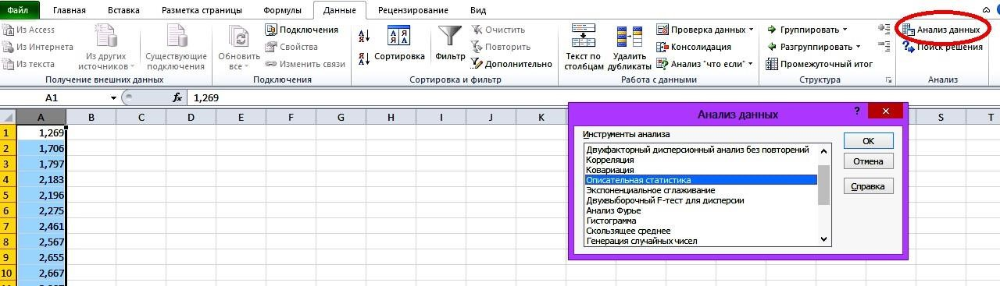 Файл Главная Вставка Разметка страницы Формулы Данные Рецензирование Вид
Из Access
Из Интернета
Из текста
Из других источников
Существующие подключения
Получение внешних данных
Обновить все
Подключения
Свойства
Изменить связи
Подключения
Сортировка
Фильтр
Очистить
Повторить
Дополнительно
Сортировка и фильтр
Текст по столбцам
Удалить дубликаты
Проверка данных
Консолидация
Анализ "что если"
Работа с данными
Группировать
Разгруппировать
Промежуточный итог
Структура
Анализ данных
Поиск решения
Анализ
A1 fx 1,269
A B C D E F G H I J K S T
1 1,269
2 1,706
3 1,797
4 2,183
5 2,196
6 2,275
7 2,461
8 2,567
9 2,655
10 2,667
Анализ данных
? ×
Инструменты анализа
Двухфакторный дисперсионный анализ без повторений
Корреляция
Ковариация
Описательная статистика
Экспоненциальное сглаживание
Двухвыборочный F-тест для дисперсии
Анализ Фурье
Гистограмма
Скользящее среднее
Генерация случайных чисел
ОК
Отмена
Справка